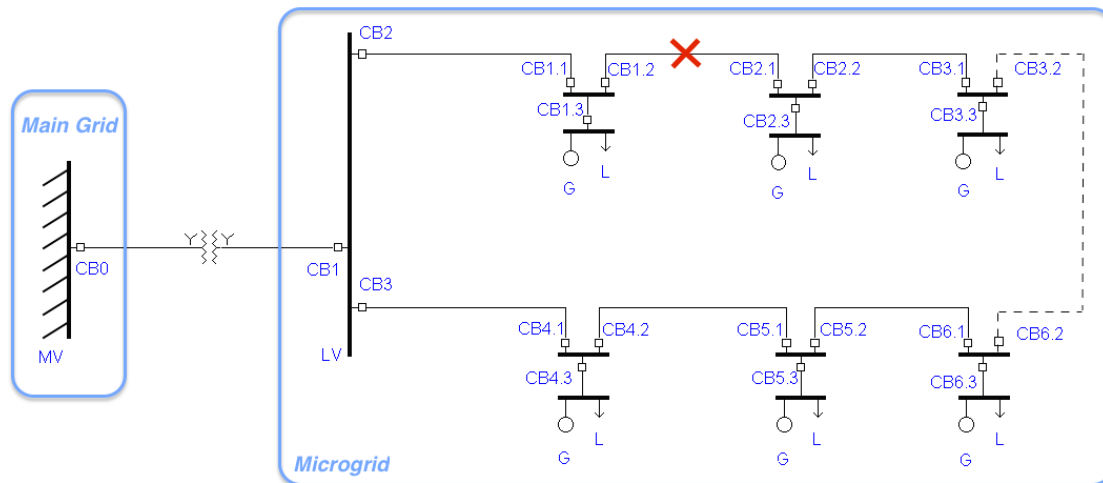 CB2
CB1.1
CB1.2
CB2.1
CB2.2
CB3.1
CB3.2
CB1.3
CB2.3
CB3.3
L
G
L
G
L
G
Main Grid
CB0
MV
Y
Y
CB1
CB3
LV
CB4.1
CB4.2
CB5.1
CB5.2
CB6.1
CB6.2
CB4.3
CB5.3
CB6.3
L
G
L
G
L
G
Microgrid